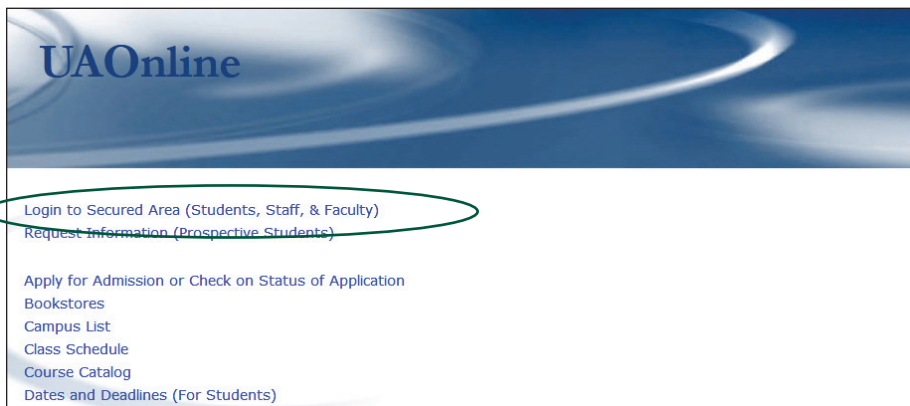 UAOnline
Login to Secured Area (Students, Staff, & Faculty)
Request Information (Prospective Students)
Apply for Admission or Check on Status of Application
Bookstores
Campus List
Class Schedule
Course Catalog
Dates and Deadlines (For Students)